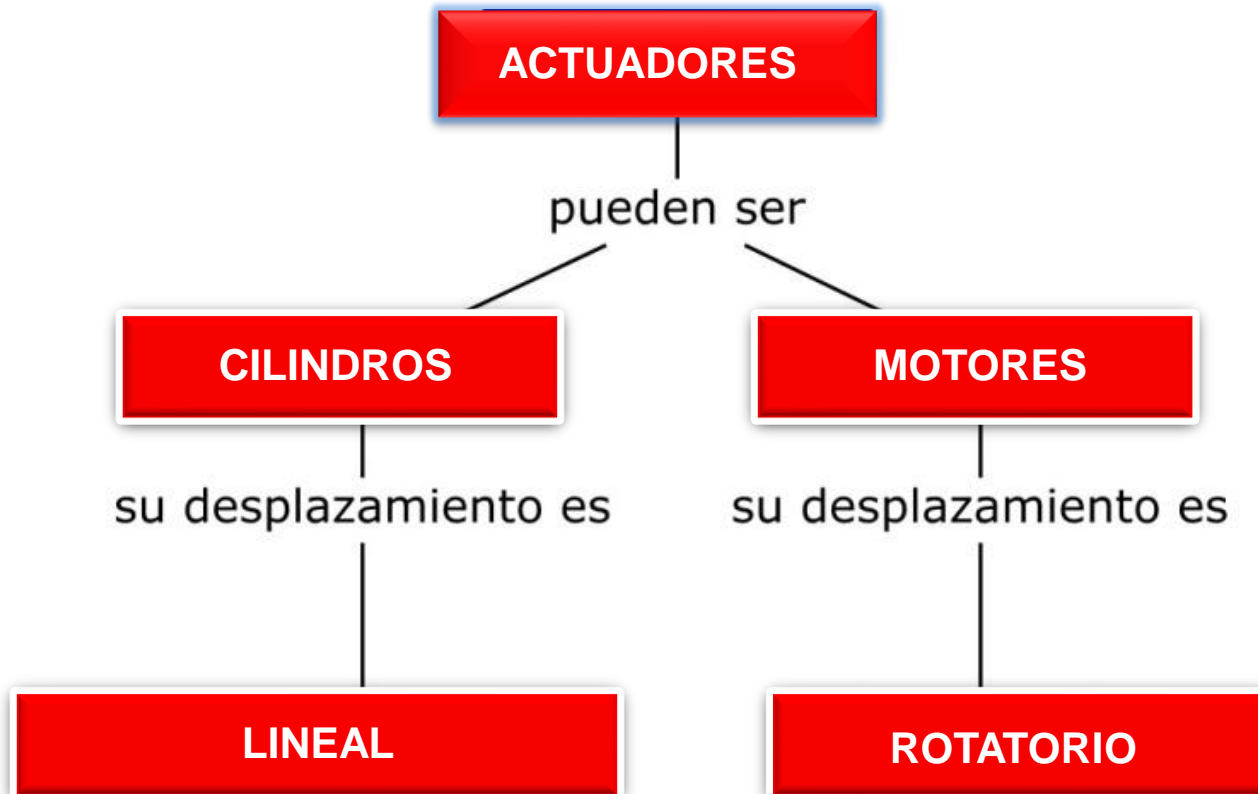 ACTUADORES
pueden ser
CILINDROS
MOTORES
su desplazamiento es
su desplazamiento es
LINEAL
ROTATORIO